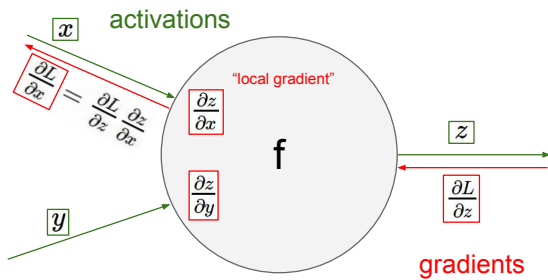 activations
x
"local gradient"
∂L/∂x = ∂L/∂z ∂z/∂x
∂z/∂x
f
z
∂z/∂y
∂L/∂z
y
gradients